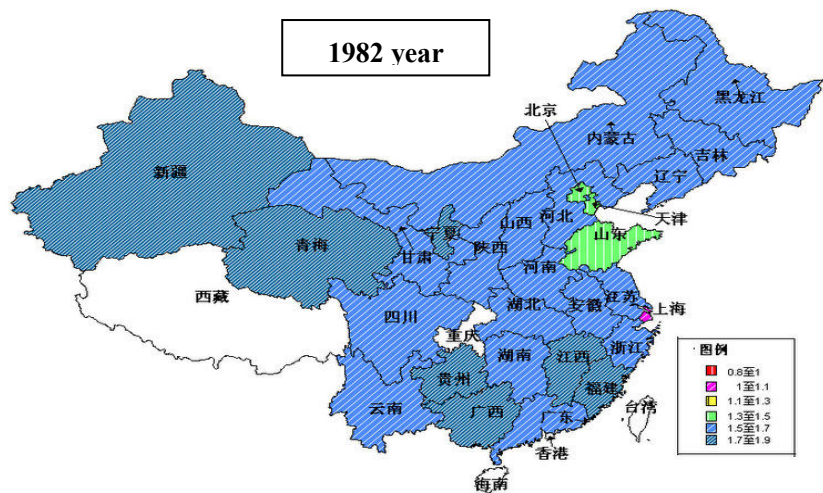 1982 year
黑龙江
北京
内蒙古
吉林
新疆
辽宁
河北
天津
山西
宁夏
山东
青海
陕西
甘肃
河南
西藏
江苏
安徽
湖北
上海
四川
重庆
浙江
湖南
江西
贵州
福建
云南
广西
广东
台湾
香港
海南
图例
0.8至1
1至1.1
1.1至1.3
1.3至1.5
1.5至1.7
1.7至1.9